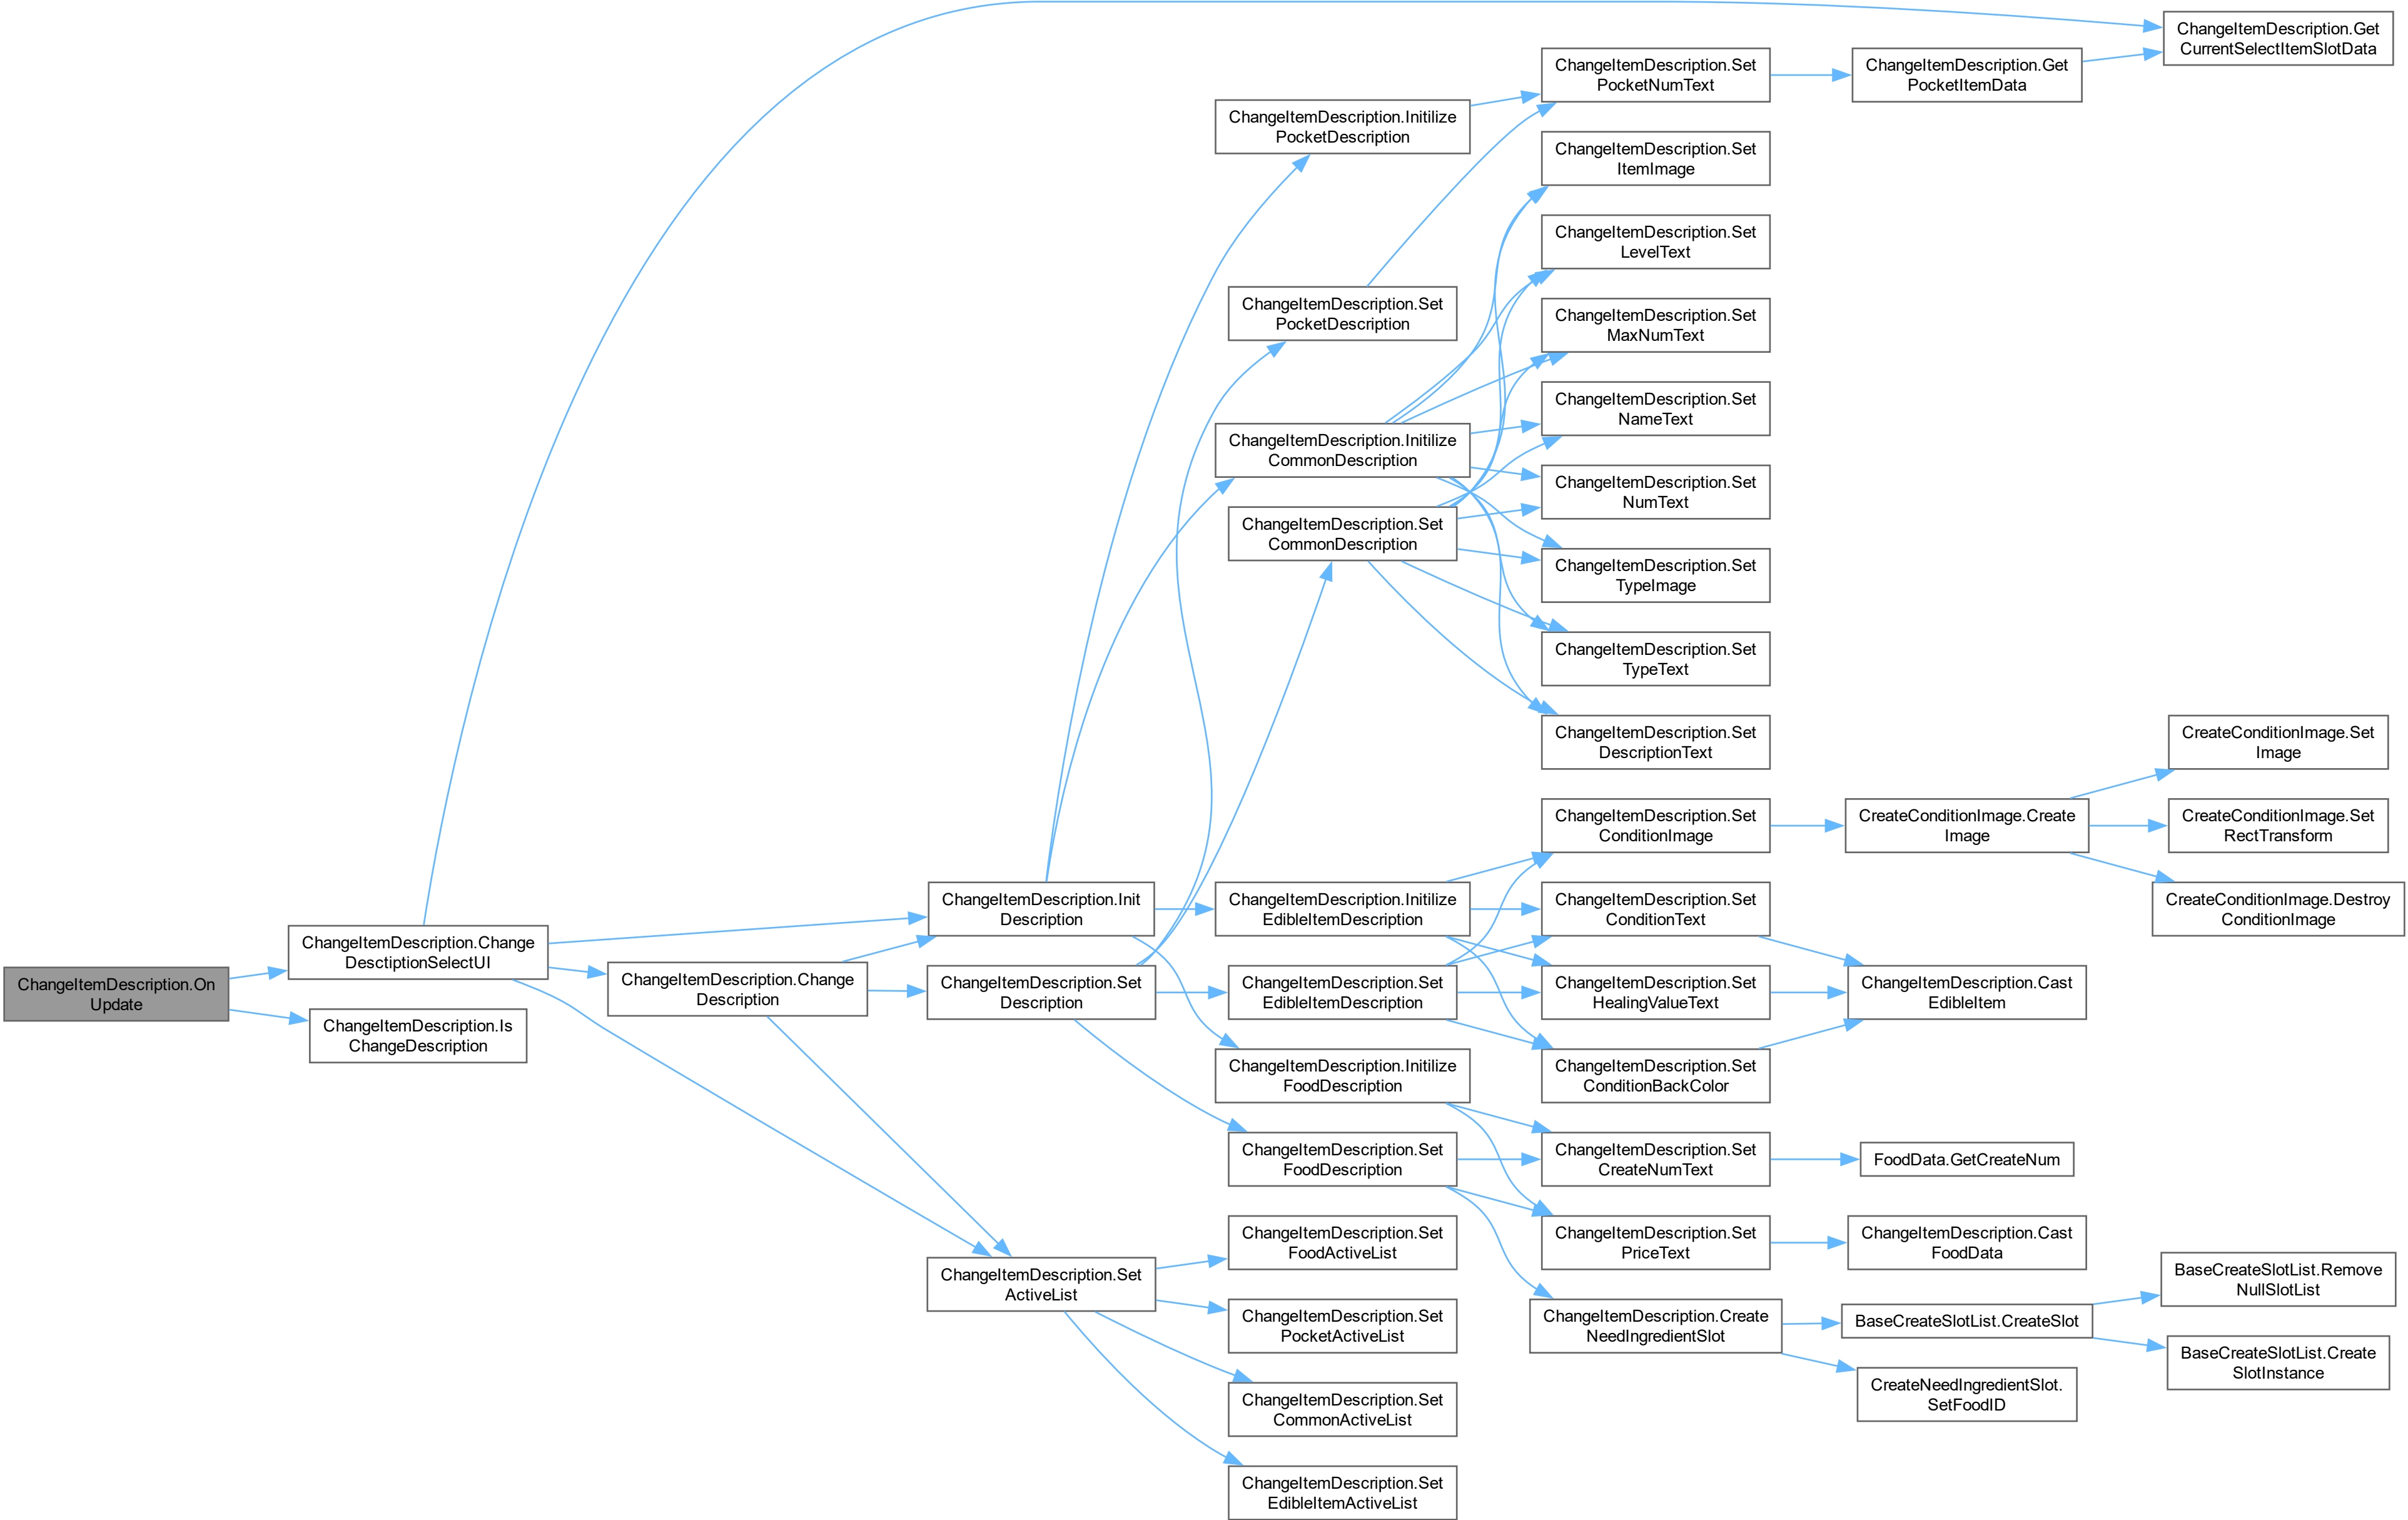 ChangeItemDescription.On
Update
ChangeItemDescription.Change
DesctiptionSelectUI
ChangeItemDescription.Is
ChangeDescription
ChangeItemDescription.Change
Description
ChangeItemDescription.Init
Description
ChangeItemDescription.Set
Description
ChangeItemDescription.Set
ActiveList
ChangeItemDescription.Initilize
PocketDescription
ChangeItemDescription.Set
PocketDescription
ChangeItemDescription.Initilize
CommonDescription
ChangeItemDescription.Set
CommonDescription
ChangeItemDescription.Initilize
EdibleItemDescription
ChangeItemDescription.Set
EdibleItemDescription
ChangeItemDescription.Initilize
FoodDescription
ChangeItemDescription.Set
FoodDescription
ChangeItemDescription.Set
FoodActiveList
ChangeItemDescription.Set
PocketActiveList
ChangeItemDescription.Set
CommonActiveList
ChangeItemDescription.Set
EdibleItemActiveList
ChangeItemDescription.Set
PocketNumText
ChangeItemDescription.Set
ItemImage
ChangeItemDescription.Set
LevelText
ChangeItemDescription.Set
MaxNumText
ChangeItemDescription.Set
NameText
ChangeItemDescription.Set
NumText
ChangeItemDescription.Set
TypeImage
ChangeItemDescription.Set
TypeText
ChangeItemDescription.Set
DescriptionText
ChangeItemDescription.Set
ConditionImage
ChangeItemDescription.Set
ConditionText
ChangeItemDescription.Set
HealingValueText
ChangeItemDescription.Set
ConditionBackColor
ChangeItemDescription.Set
CreateNumText
ChangeItemDescription.Set
PriceText
ChangeItemDescription.Create
NeedIngredientSlot
ChangeItemDescription.Get
PocketItemData
CreateConditionImage.Create
Image
ChangeItemDescription.Cast
EdibleItem
FoodData.GetCreateNum
ChangeItemDescription.Cast
FoodData
BaseCreateSlotList.CreateSlot
CreateNeedIngredientSlot.
SetFoodID
ChangeItemDescription.Get
CurrentSelectItemSlotData
CreateConditionImage.Set
Image
CreateConditionImage.Set
RectTransform
CreateConditionImage.Destroy
ConditionImage
BaseCreateSlotList.Remove
NullSlotList
BaseCreateSlotList.Create
SlotInstance